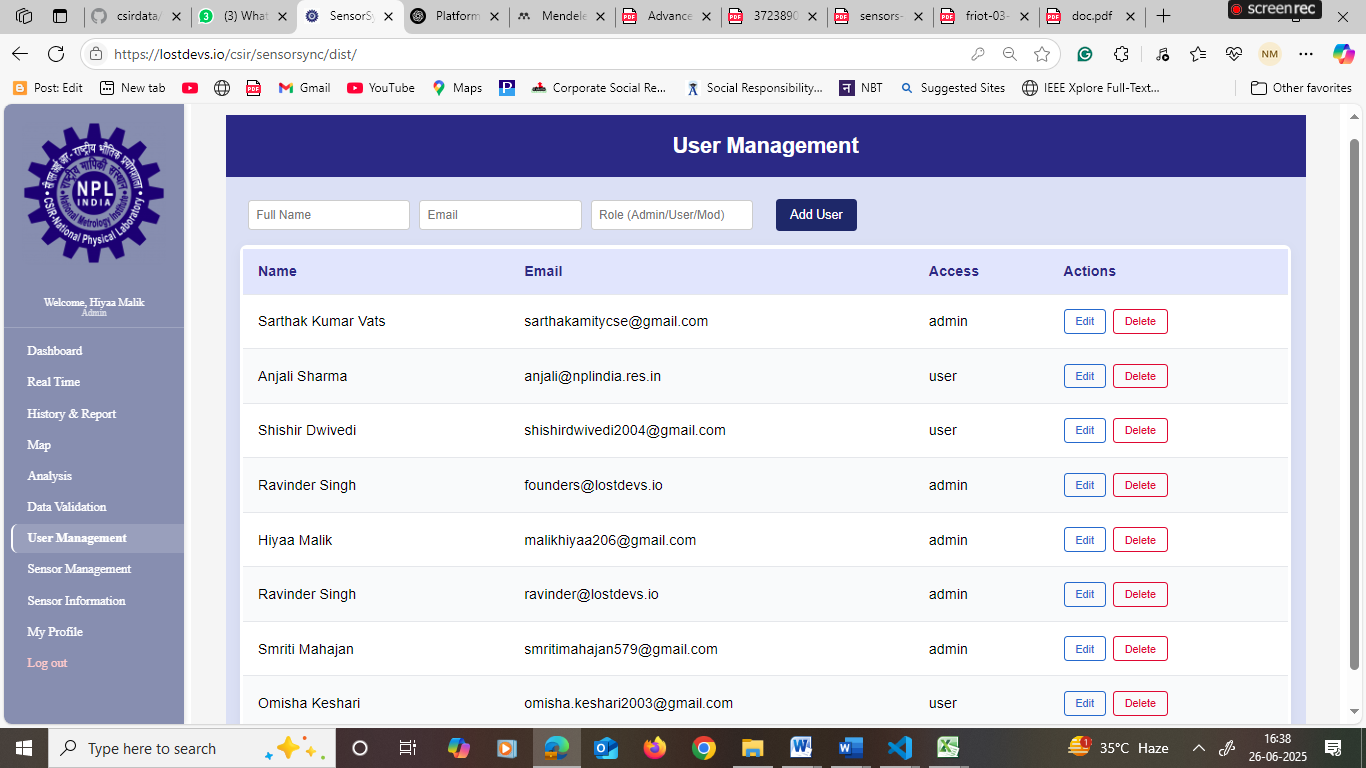 csirdata/
(3) What
SensorSy
Platform
Mendele
Advance
3723890
sensors-
friot-03-
doc.pdf
screenrec
https://lostdevs.io/csir/sensorsync/dist/
NM
Post: Edit
New tab
Gmail
YouTube
Maps
Corporate Social Re...
Social Responsibility...
NBT
Suggested Sites
IEEE Xplore Full-Text...
Other favorites
NPL
INDIA
National Metrology Institute
CSIR-National Physical Laboratory
Welcome, Hiyaa Malik
Admin
Dashboard
Real Time
History & Report
Map
Analysis
Data Validation
User Management
Sensor Management
Sensor Information
My Profile
Log out
User Management
Full Name Email Role (Admin/User/Mod) Add User
Name Email Access Actions
Sarthak Kumar Vats sarthakamitycse@gmail.com admin Edit Delete
Anjali Sharma anjali@nplindia.res.in user Edit Delete
Shishir Dwivedi shishirdwivedi2004@gmail.com user Edit Delete
Ravinder Singh founders@lostdevs.io admin Edit Delete
Hiyaa Malik malikhiyaa206@gmail.com admin Edit Delete
Ravinder Singh ravinder@lostdevs.io admin Edit Delete
Smriti Mahajan smritimahajan579@gmail.com admin Edit Delete
Omisha Keshari omisha.keshari2003@gmail.com user Edit Delete
Type here to search
35°C Haze
16:38
26-06-2025